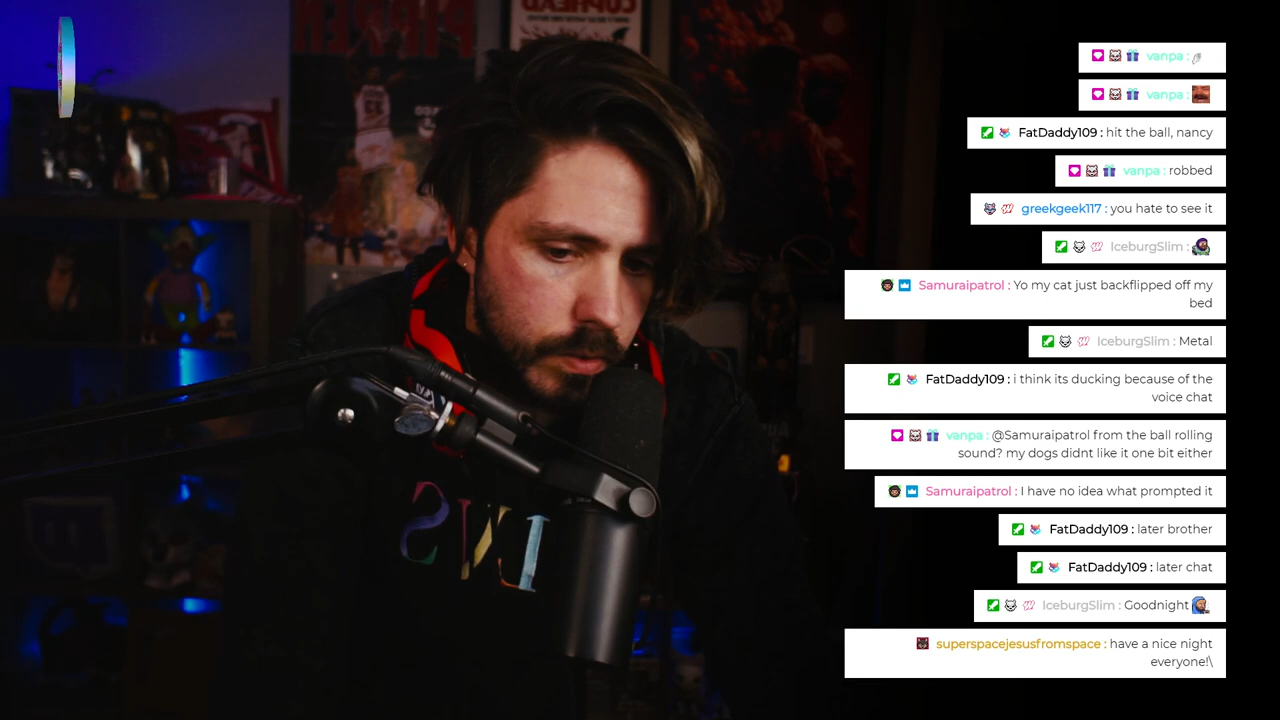 CUPHEAD
vanpa :
vanpa :
FatDaddy109 : hit the ball, nancy
vanpa : robbed
greekgeek117 : you hate to see it
IceburgSlim :
Samuraipatrol : Yo my cat just backflipped off my
bed
IceburgSlim : Metal
FatDaddy109 : i think its ducking because of the
voice chat
vanpa : @Samuraipatrol from the ball rolling
sound? my dogs didnt like it one bit either
Samuraipatrol : I have no idea what prompted it
FatDaddy109 : later brother
FatDaddy109 : later chat
IceburgSlim : Goodnight
superspacejesusfromspace : have a nice night
everyone!\